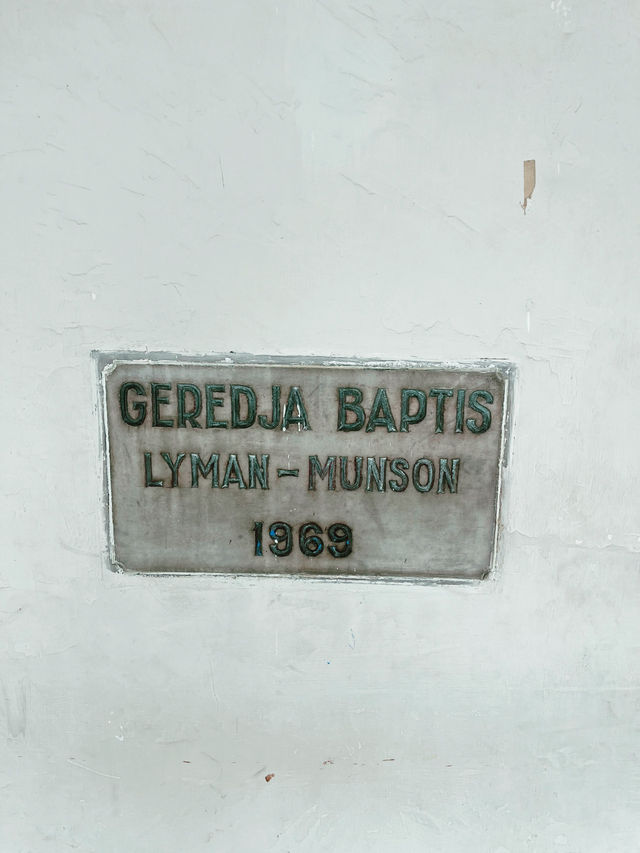 GEREDJA BAPTIS
LYMAN - MUNSON
1969